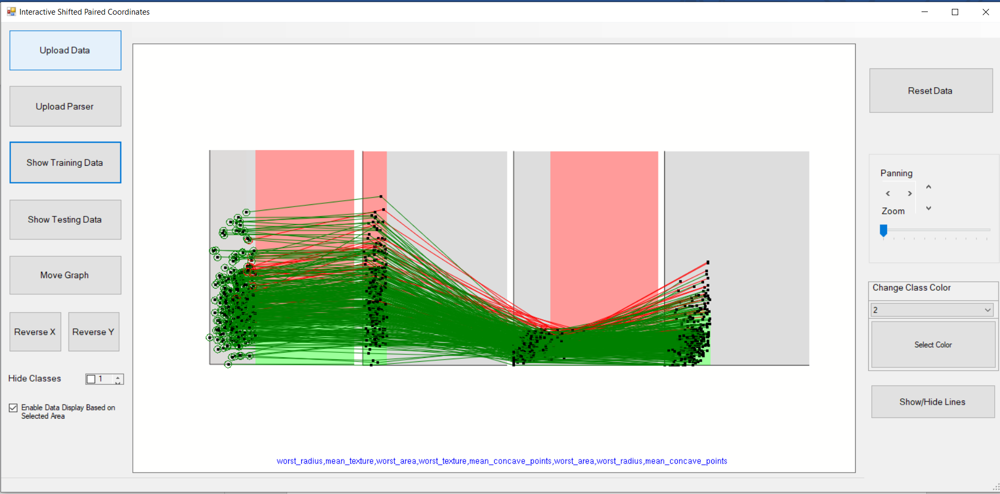 Interactive Shifted Paired Coordinates
Upload Data
Upload Parser
Show Training Data
Show Testing Data
Move Graph
Reverse X
Reverse Y
Hide Classes
1
Enable Data Display Based on
Selected Area
worst_radius,mean_texture,worst_area,worst_texture,mean_concave_points,worst_area,worst_radius,mean_concave_points
Reset Data
Panning
Zoom
Change Class Color
2
Select Color
Show/Hide Lines